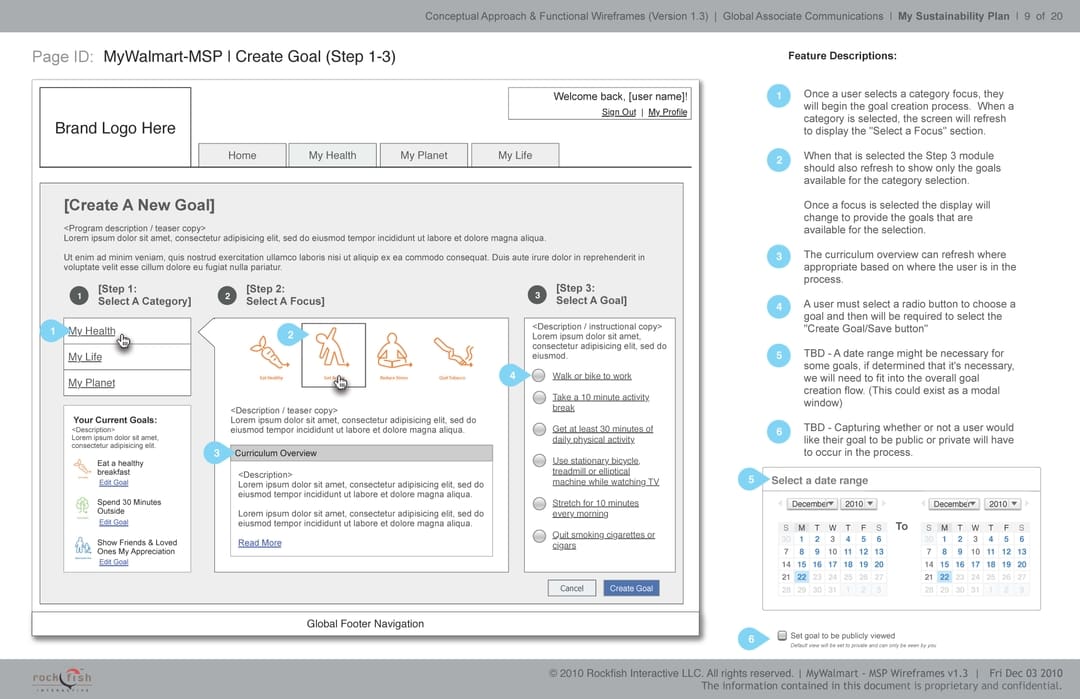 Conceptual Approach & Functional Wireframes (Version 1.3) | Global Associate Communications | My Sustainability Plan | 9 of 20
Page ID: MyWalmart-MSP | Create Goal (Step 1-3)
Brand Logo Here
Welcome back, [user name]!
Sign Out | My Profile
Home
My Health
My Planet
My Life
[Create A New Goal]
<Program description / teaser copy>
Lorem ipsum dolor sit amet, consectetur adipisicing elit, sed do eiusmod tempor incididunt ut labore et dolore magna aliqua.
Ut enim ad minim veniam, quis nostrud exercitation ullamco laboris nisi ut aliquip ex ea commodo consequat. Duis aute irure dolor in reprehenderit in
voluptate velit esse cillum dolore eu fugiat nulla pariatur.
1
[Step 1:
Select A Category]
1
My Health
My Life
My Planet
Your Current Goals:
<Description>
Lorem ipsum dolor sit amet,
consectetur adipisicing elit.
Eat a healthy
breakfast
Edit Goal
Spend 30 Minutes
Outside
Edit Goal
Show Friends & Loved
Ones My Appreciation
Edit Goal
2
[Step 2:
Select A Focus]
2
Eat Healthy
Reduce Stress
Quit Tobacco
<Description / teaser copy>
Lorem ipsum dolor sit amet, consectetur adipisicing elit, sed do
eiusmod tempor incididunt ut labore et dolore magna aliqua.
3
Curriculum Overview
<Description>
Lorem ipsum dolor sit amet, consectetur adipisicing elit, sed do
eiusmod tempor incididunt ut labore et dolore magna aliqua.
Lorem ipsum dolor sit amet, consectetur adipisicing elit, sed do
eiusmod tempor incididunt ut labore et dolore magna aliqua.
Read More
3
[Step 3:
Select A Goal]
<Description / instructional copy>
Lorem ipsum dolor sit amet,
consectetur adipisicing elit, sed do
eiusmod.
4
Walk or bike to work
Take a 10 minute activity
break
Get at least 30 minutes of
daily physical activity
Use stationary bicycle,
treadmill or elliptical
machine while watching TV
Stretch for 10 minutes
every morning
Quit smoking cigarettes or
cigars
Cancel
Create Goal
Global Footer Navigation
Feature Descriptions:
1
Once a user selects a category focus, they
will begin the goal creation process. When a
category is selected, the screen will refresh
to display the "Select a Focus" section.
2
When that is selected the Step 3 module
should also refresh to show only the goals
available for the category selection.
Once a focus is selected the display will
change to provide the goals that are
available for the selection.
3
The curriculum overview can refresh where
appropriate based on where the user is in the
process.
4
A user must select a radio button to choose a
goal and then will be required to select the
"Create Goal/Save button"
5
TBD - A date range might be necessary for
some goals, if determined that it's necessary,
we will need to fit into the overall goal
creation flow. (This could exist as a modal
window)
6
TBD - Capturing whether or not a user would
like their goal to be public or private will have
to occur in the process.
5
Select a date range
December 2010
S M T W T F S
30 1 2 3 4 5 6
7 8 9 10 11 12 13
14 15 16 17 18 19 20
21 22 23 24 25 26 27
28 29 30 31 1 2 3
To
December 2010
S M T W T F S
30 1 2 3 4 5 6
7 8 9 10 11 12 13
14 15 16 17 18 19 20
21 22 23 24 25 26 27
28 29 30 31 1 2 3
6
Set goal to be publicly viewed
Default view will be set to private and can only be seen by you
rockfish
INTERACTIVE
© 2010 Rockfish Interactive LLC. All rights reserved. | MyWalmart - MSP Wireframes v1.3 | Fri Dec 03 2010
The information contained in this document is proprietary and confidential.